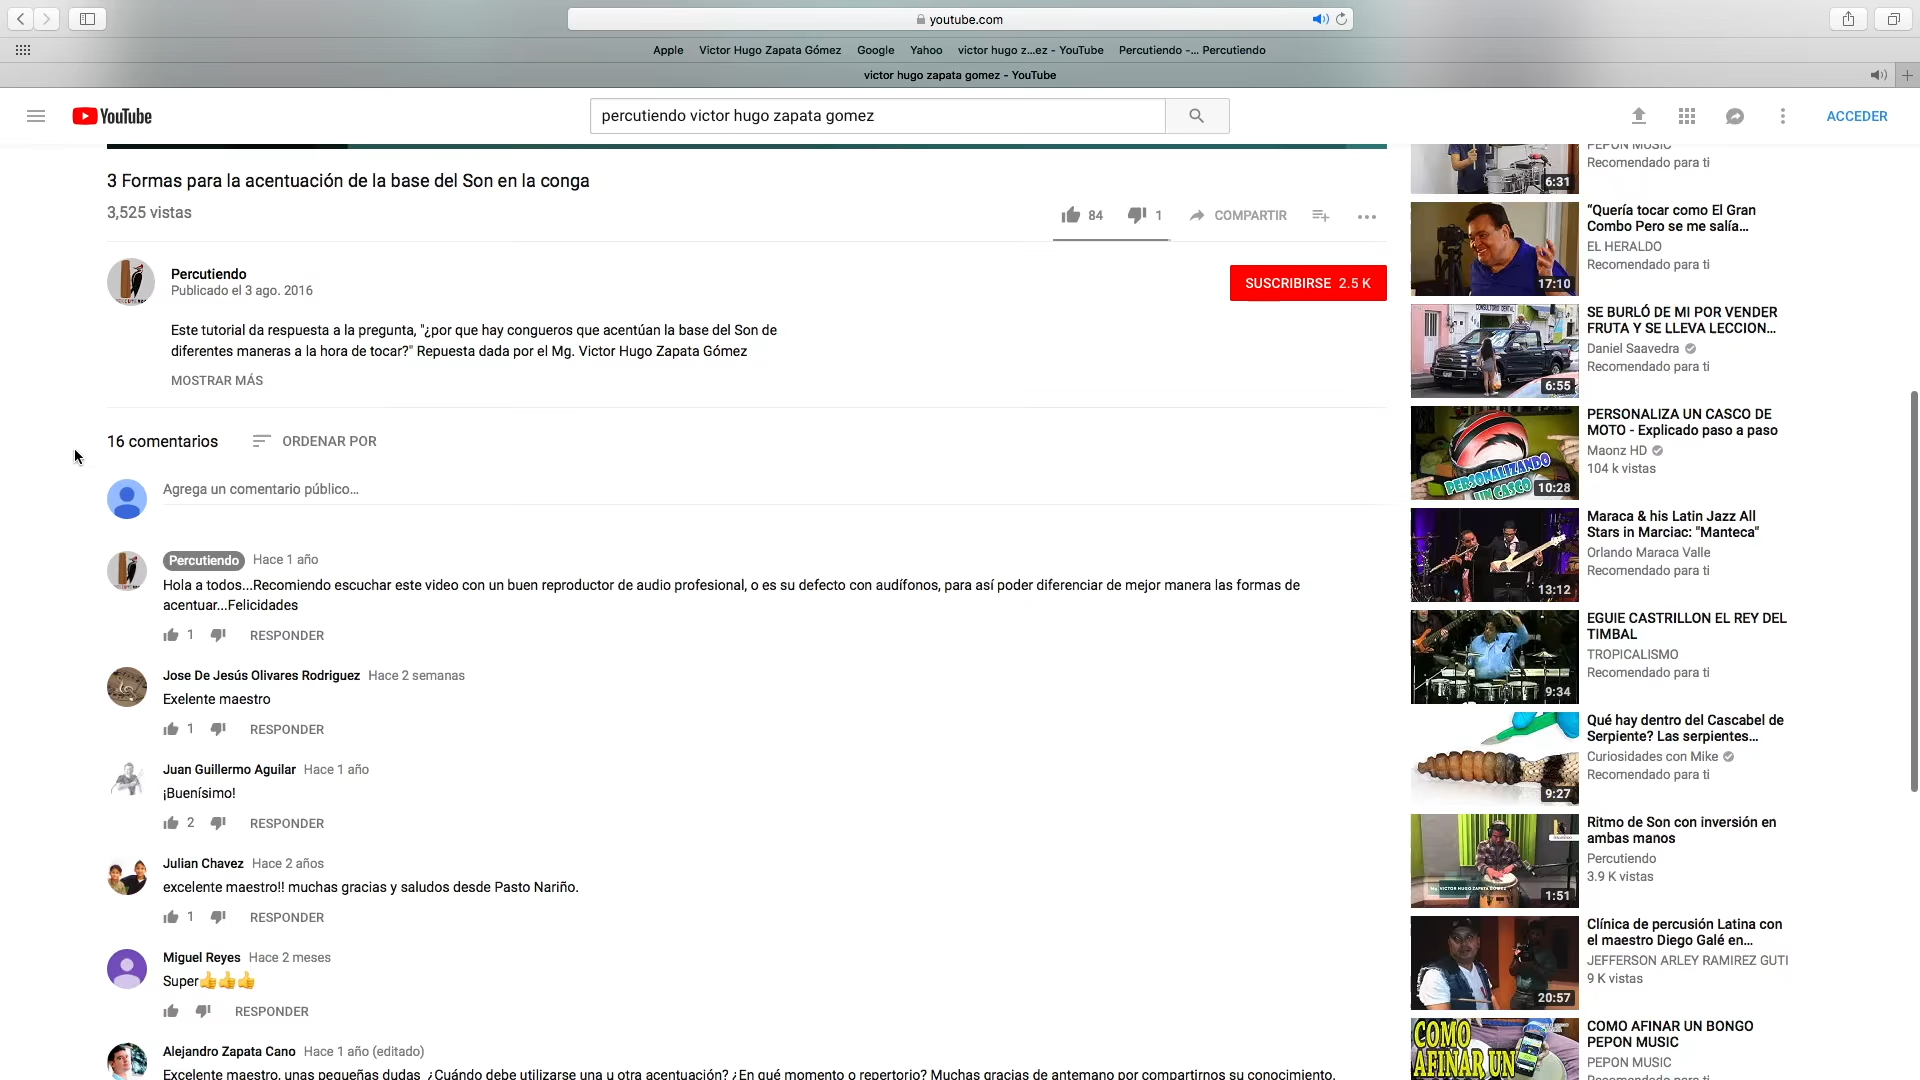 youtube.com
Apple
Victor Hugo Zapata Gómez
Google
Yahoo
victor hugo z...ez - YouTube
Percutiendo -... Percutiendo
victor hugo zapata gomez - YouTube
YouTube
percutiendo victor hugo zapata gomez
ACCEDER
3 Formas para la acentuación de la base del Son en la conga
3,525 vistas
84
1
COMPARTIR
Percutiendo
Publicado el 3 ago. 2016
SUSCRIBIRSE 2.5 K
Este tutorial da respuesta a la pregunta, "¿por que hay congueros que acentúan la base del Son de
diferentes maneras a la hora de tocar?" Repuesta dada por el Mg. Victor Hugo Zapata Gómez
MOSTRAR MÁS
16 comentarios
ORDENAR POR
Agrega un comentario público...
Percutiendo Hace 1 año
Hola a todos...Recomiendo escuchar este video con un buen reproductor de audio profesional, o es su defecto con audífonos, para así poder diferenciar de mejor manera las formas de
acentuar...Felicidades
1
RESPONDER
Jose De Jesús Olivares Rodriguez Hace 2 semanas
Exelente maestro
1
RESPONDER
Juan Guillermo Aguilar Hace 1 año
¡Buenísimo!
2
RESPONDER
Julian Chavez Hace 2 años
excelente maestro!! muchas gracias y saludos desde Pasto Nariño.
1
RESPONDER
Miguel Reyes Hace 2 meses
Super👍👍👍
RESPONDER
Alejandro Zapata Cano Hace 1 año (editado)
Excelente maestro, unas pequeñas dudas ¿Cuándo debe utilizarse una u otra acentuación? ¿En qué momento o repertorio? Muchas gracias de antemano por compartirnos su conocimiento.
PEPON MUSIC
Recomendado para ti
6:31
"Quería tocar como El Gran
Combo Pero se me salía...
EL HERALDO
Recomendado para ti
17:10
CONSULTORIO DENTAL
SE BURLÓ DE MI POR VENDER
FRUTA Y SE LLEVA LECCION...
Daniel Saavedra
Recomendado para ti
6:55
PERSONALIZA UN CASCO DE
MOTO - Explicado paso a paso
Maonz HD
104 k vistas
PERSONALIZANDO
UN CASCO
10:28
Maraca & his Latin Jazz All
Stars in Marciac: "Manteca"
Orlando Maraca Valle
Recomendado para ti
13:12
EGUIE CASTRILLON EL REY DEL
TIMBAL
TROPICALISMO
Recomendado para ti
9:34
Qué hay dentro del Cascabel de
Serpiente? Las serpientes...
Curiosidades con Mike
Recomendado para ti
9:27
Ritmo de Son con inversión en
ambas manos
Percutiendo
3.9 K vistas
Mg. VICTOR HUGO ZAPATA GÓMEZ
1:51
Clínica de percusión Latina con
el maestro Diego Galé en...
JEFFERSON ARLEY RAMIREZ GUTI
9 K vistas
20:57
COMO AFINAR UN BONGO
PEPON MUSIC
PEPON MUSIC
Recomendado para ti
COMO
AFINAR UN